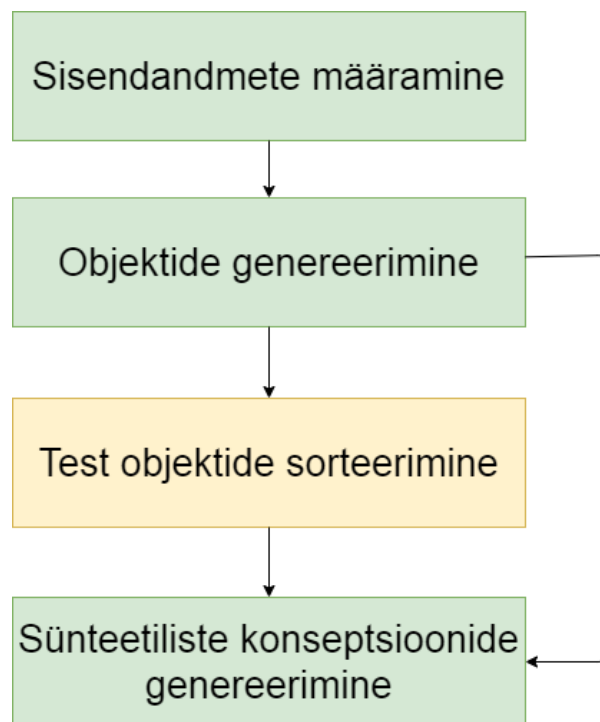 Sisendandmete määramine
Objektide genereerimine
Test objektide sorteerimine
Sünteetiliste konseptsioonide
genereerimine